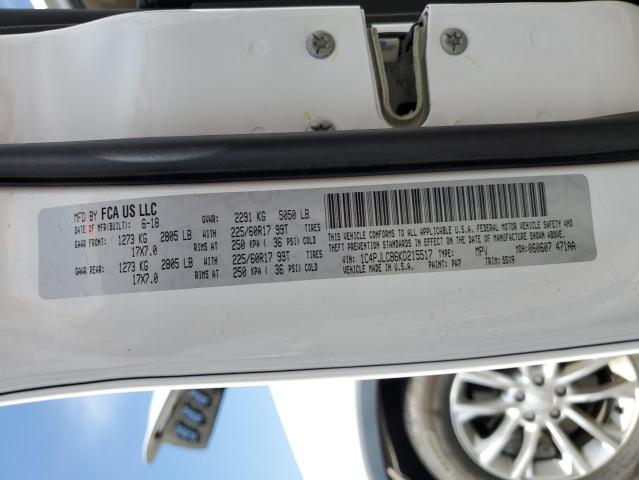 MFD BY FCA US LLC
DATE OF MFR(BUILT): 6-18 GVWR: 2291 KG 5050 LB
GAWR FRONT: 1273 KG 2805 LB WITH 225/60R17 99T TIRES
17X7.0 RIMS AT 250 KPA ( 36 PSI) COLD
GAWR REAR: 1273 KG 2805 LB WITH 225/60R17 99T TIRES
17X7.0 RIMS AT 250 KPA ( 36 PSI) COLD
THIS VEHICLE CONFORMS TO ALL APPLICABLE U.S.A. FEDERAL MOTOR VEHICLE SAFETY AND
THEFT PREVENTION STANDARDS IN EFFECT ON THE DATE OF MANUFACTURE SHOWN ABOVE.
VIN: 1C4PJLCB6KD215517 TYPE: MPV MDH: 060607 471AA
VEHICLE MADE IN U.S.A. PAINT: PW7 TRIM: S5X9